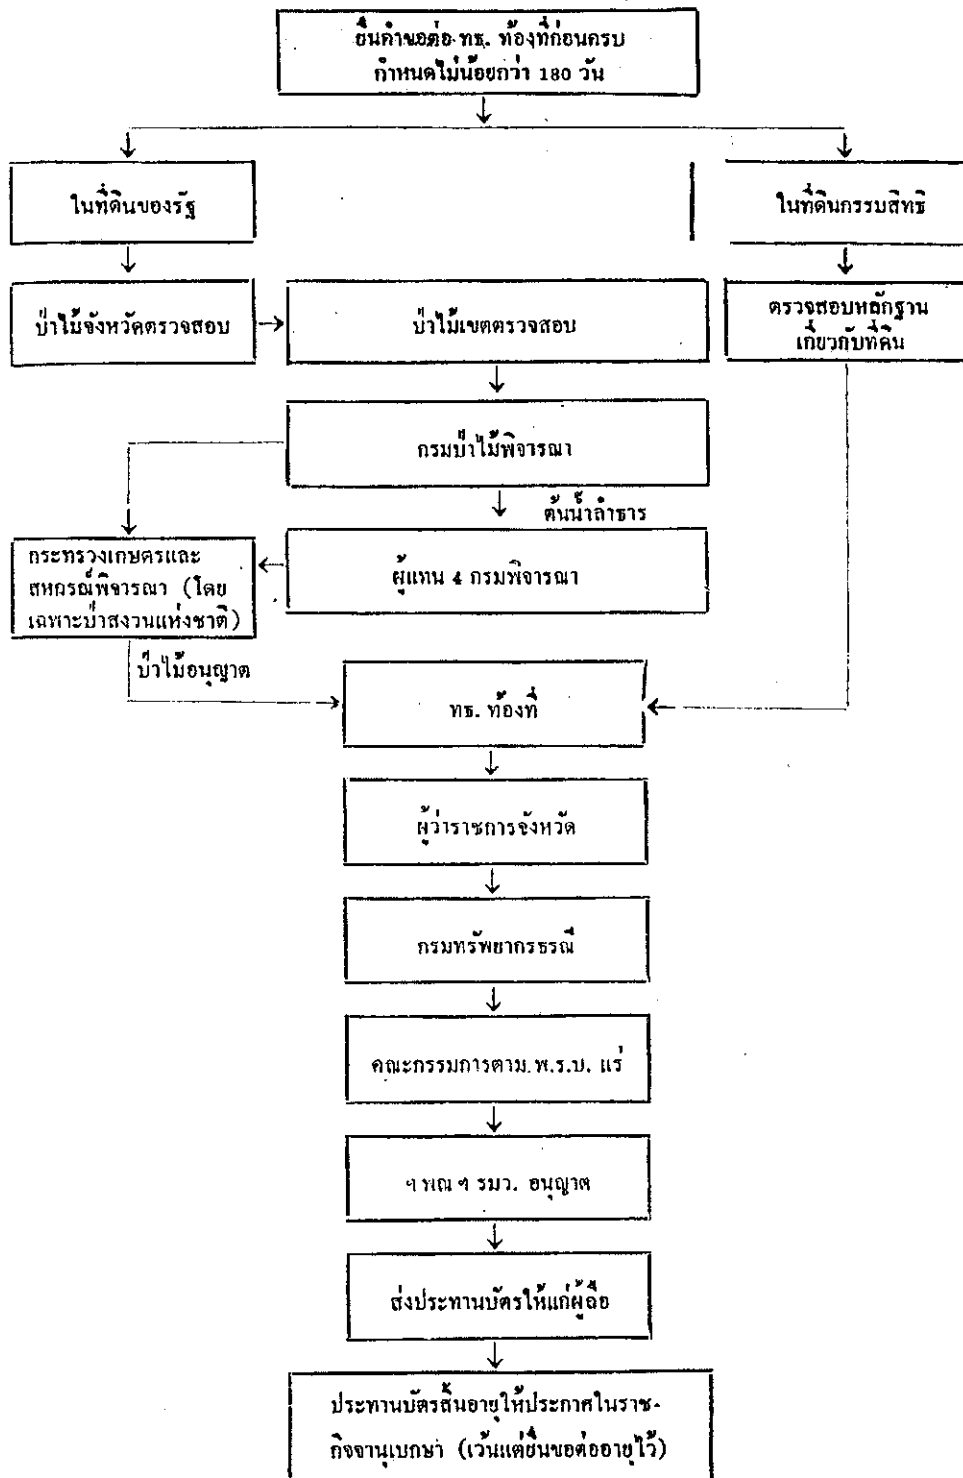 ยื่นคำขอต่อ ทธ. ท้องที่ก่อนครบ
กำหนดไม่น้อยกว่า 180 วัน
ในที่ดินของรัฐ
ในที่ดินกรรมสิทธิ
ป่าไม้จังหวัดตรวจสอบ
ป่าไม้เขตตรวจสอบ
ตรวจสอบหลักฐาน
เกี่ยวกับที่ดิน
กรมป่าไม้พิจารณา
ต้นน้ำลำธาร
กระทรวงเกษตรและ
สหกรณ์พิจารณา (โดย
เฉพาะป่าสงวนแห่งชาติ)
ผู้แทน 4 กรมพิจารณา
ป่าไม้อนุญาต
ทธ. ท้องที่
ผู้ว่าราชการจังหวัด
กรมทรัพยากรธรณี
คณะกรรมการตาม พ.ร.บ. แร่
ฯพณฯ รมว. อนุญาต
ส่งประทานบัตรให้แก่ผู้ถือ
ประทานบัตรสิ้นอายุให้ประกาศในราช-
กิจจานุเบกษา (เว้นแต่ยื่นขอต่ออายุไว้)